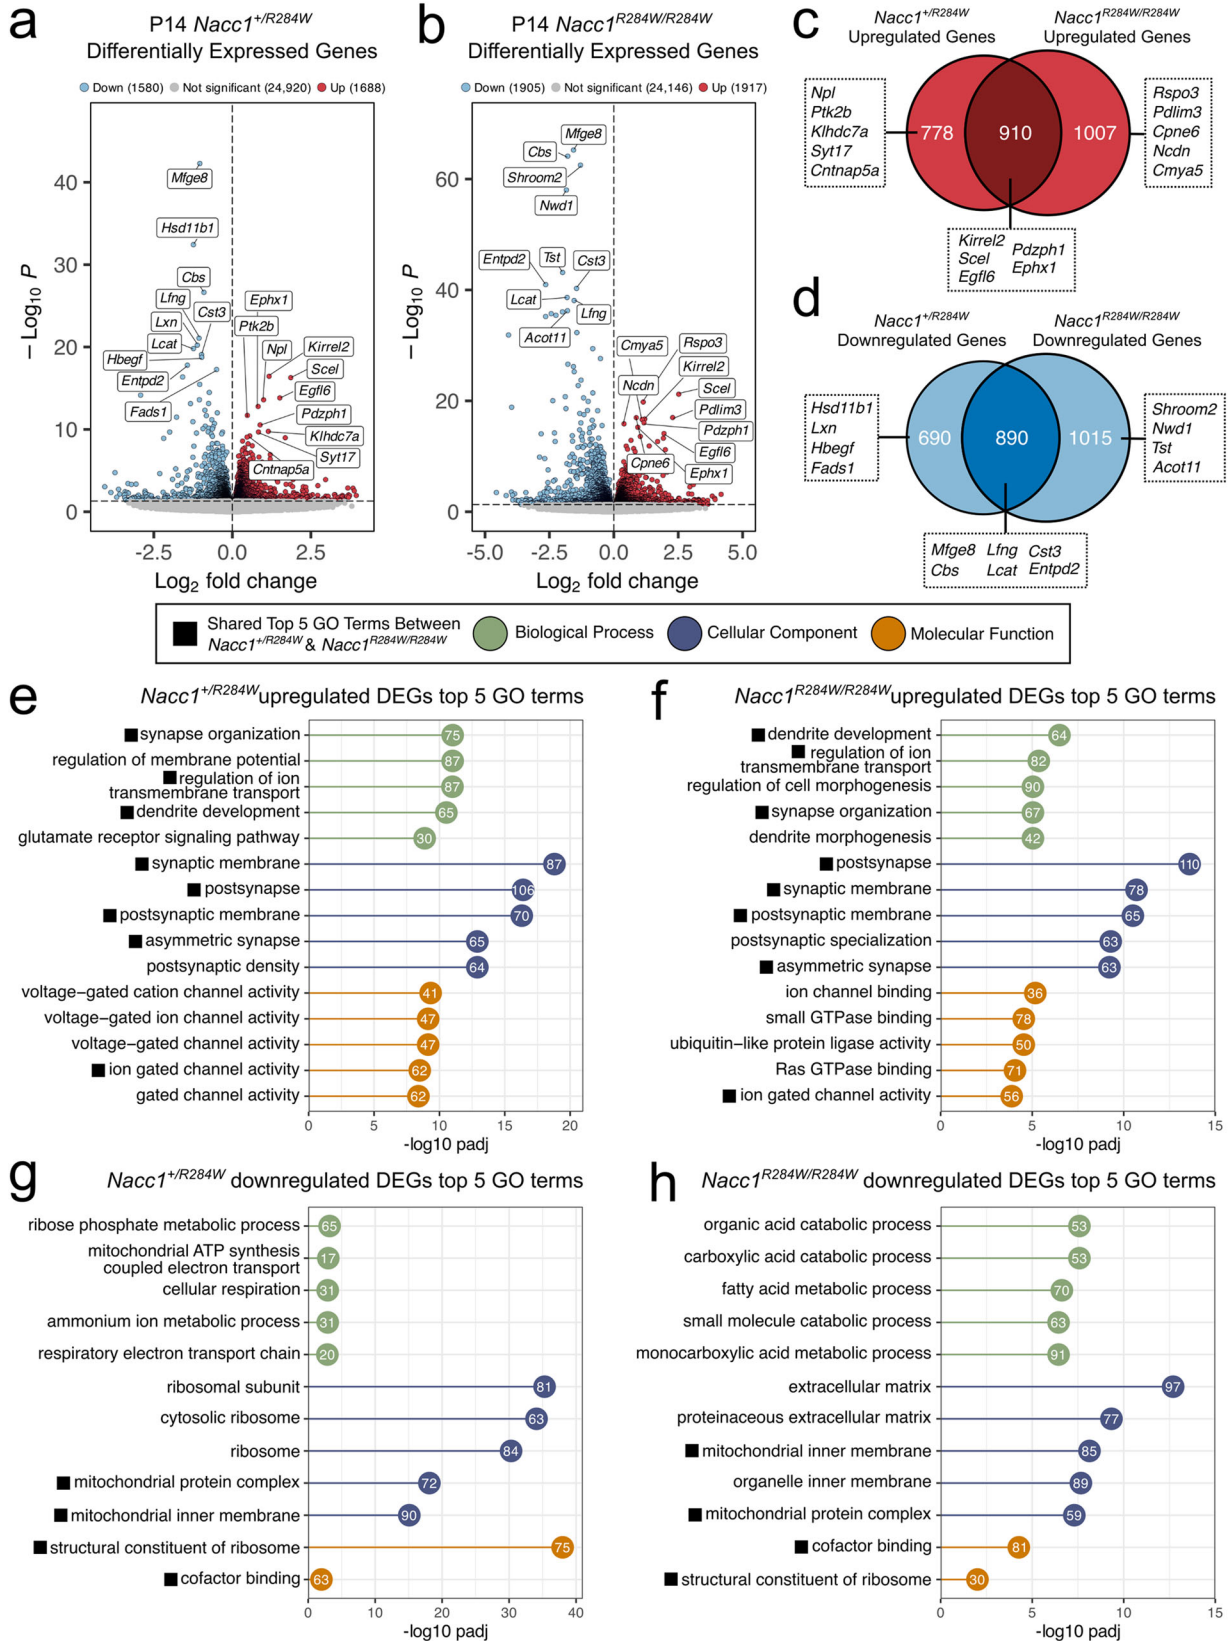 a
P14 Nacc1+/R284W
Differentially Expressed Genes
Down (1580) Not significant (24,920) Up (1688)
Mfge8
Hsd11b1
Cbs
Lfng
Cst3
Lxn
Lcat
Hbegf
Entpd2
Fads1
Ephx1
Ptk2b
Npl
Kirrel2
Scel
Egfl6
Pdzph1
Klhdc7a
Syt17
Cntnap5a
40
30
20
10
0
– Log10 P
-2.5 0.0 2.5
Log2 fold change
b
P14 Nacc1R284W/R284W
Differentially Expressed Genes
Down (1905) Not significant (24,146) Up (1917)
Mfge8
Cbs
Shroom2
Nwd1
Entpd2
Tst
Cst3
Lcat
Lfng
Acot11
Cmya5
Rspo3
Kirrel2
Ncdn
Scel
Pdlim3
Pdzph1
Egfl6
Cpne6
Ephx1
60
40
20
0
– Log10 P
-5.0 -2.5 0.0 2.5 5.0
Log2 fold change
c
Nacc1+/R284W
Upregulated Genes
Nacc1R284W/R284W
Upregulated Genes
Npl
Ptk2b
Klhdc7a
Syt17
Cntnap5a
778 910 1007
Rspo3
Pdlim3
Cpne6
Ncdn
Cmya5
Kirrel2
Scel
Egfl6
Pdzph1
Ephx1
d
Nacc1+/R284W
Downregulated Genes
Nacc1R284W/R284W
Downregulated Genes
Hsd11b1
Lxn
Hbegf
Fads1
690 890 1015
Shroom2
Nwd1
Tst
Acot11
Mfge8 Lfng Cst3
Cbs Lcat Entpd2
Shared Top 5 GO Terms Between
Nacc1+/R284W & Nacc1R284W/R284W
Biological Process
Cellular Component
Molecular Function
e
Nacc1+/R284W upregulated DEGs top 5 GO terms
synapse organization 75
regulation of membrane potential 87
regulation of ion
transmembrane transport 87
dendrite development 65
glutamate receptor signaling pathway 30
synaptic membrane 87
postsynapse 106
postsynaptic membrane 70
asymmetric synapse 65
postsynaptic density 64
voltage−gated cation channel activity 41
voltage−gated ion channel activity 47
voltage−gated channel activity 47
ion gated channel activity 62
gated channel activity 62
0 5 10 15 20
-log10 padj
f
Nacc1R284W/R284W upregulated DEGs top 5 GO terms
dendrite development 64
regulation of ion
transmembrane transport 82
regulation of cell morphogenesis 90
synapse organization 67
dendrite morphogenesis 42
postsynapse 110
synaptic membrane 78
postsynaptic membrane 65
postsynaptic specialization 63
asymmetric synapse 63
ion channel binding 36
small GTPase binding 78
ubiquitin−like protein ligase activity 50
Ras GTPase binding 71
ion gated channel activity 56
0 5 10 15
-log10 padj
g
Nacc1+/R284W downregulated DEGs top 5 GO terms
ribose phosphate metabolic process 65
mitochondrial ATP synthesis
coupled electron transport 17
cellular respiration 31
ammonium ion metabolic process 31
respiratory electron transport chain 20
ribosomal subunit 81
cytosolic ribosome 63
ribosome 84
mitochondrial protein complex 72
mitochondrial inner membrane 90
structural constituent of ribosome 75
cofactor binding 63
0 10 20 30 40
-log10 padj
h
Nacc1R284W/R284W downregulated DEGs top 5 GO terms
organic acid catabolic process 53
carboxylic acid catabolic process 53
fatty acid metabolic process 70
small molecule catabolic process 63
monocarboxylic acid metabolic process 91
extracellular matrix 97
proteinaceous extracellular matrix 77
mitochondrial inner membrane 85
organelle inner membrane 89
mitochondrial protein complex 59
cofactor binding 81
structural constituent of ribosome 30
0 5 10 15
-log10 padj